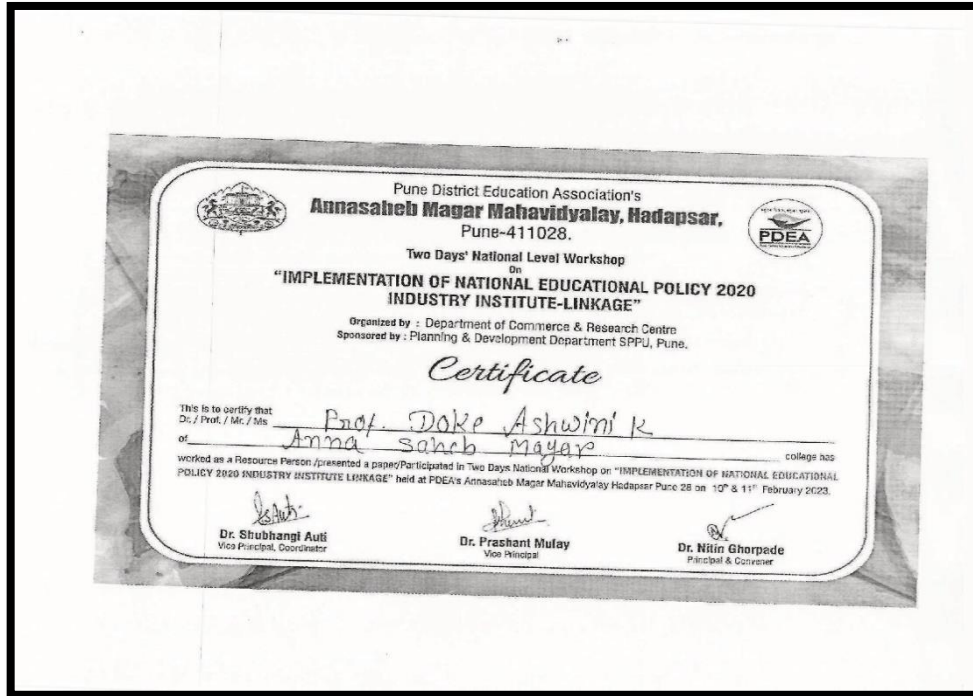 Pune District Education Association's
Annasaheb Magar Mahavidyalay, Hadapsar,
Pune-411028.
PDEA
Two Days' National Level Workshop
On
"IMPLEMENTATION OF NATIONAL EDUCATIONAL POLICY 2020
INDUSTRY INSTITUTE-LINKAGE"
Organized by : Department of Commerce & Research Centre
Sponsored by : Planning & Development Department SPPU, Pune.
Certificate
This is to certify that
Dr. / Prof. / Mr. / Ms Prof. Doke Ashwini K
of Anna Saheb Magar college has
worked as a Resource Person /presented a paper/Participated in Two Days National Workshop on "IMPLEMENTATION OF NATIONAL EDUCATIONAL
POLICY 2020 INDUSTRY INSTITUTE LINKAGE" held at PDEA's Annasaheb Magar Mahavidyalay Hadapsar Pune 28 on 10th & 11th February 2023.
Dr. Shubhangi Auti
Vice Principal, Coordinator
Dr. Prashant Mulay
Vice Principal
Dr. Nitin Ghorpade
Principal & Convener